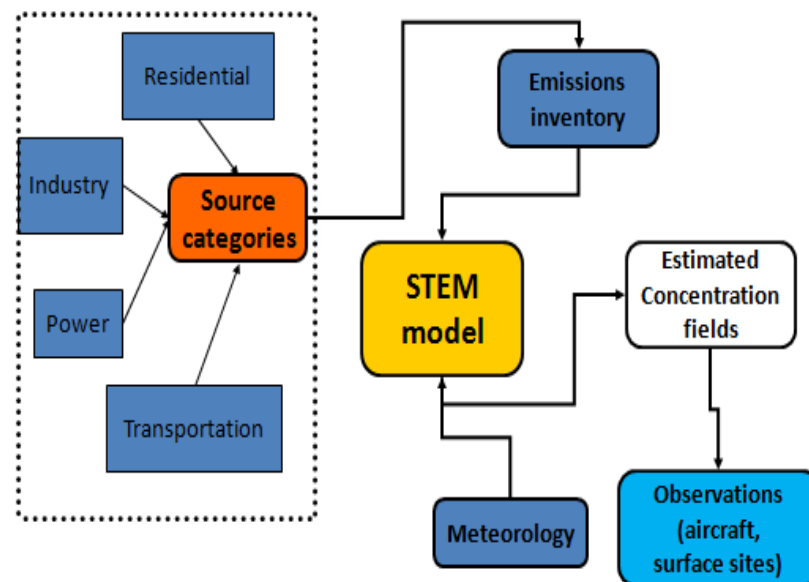 Residential
Industry
Power
Transportation
Source
categories
Emissions
inventory
STEM
model
Estimated
Concentration
fields
Meteorology
Observations
(aircraft,
surface sites)